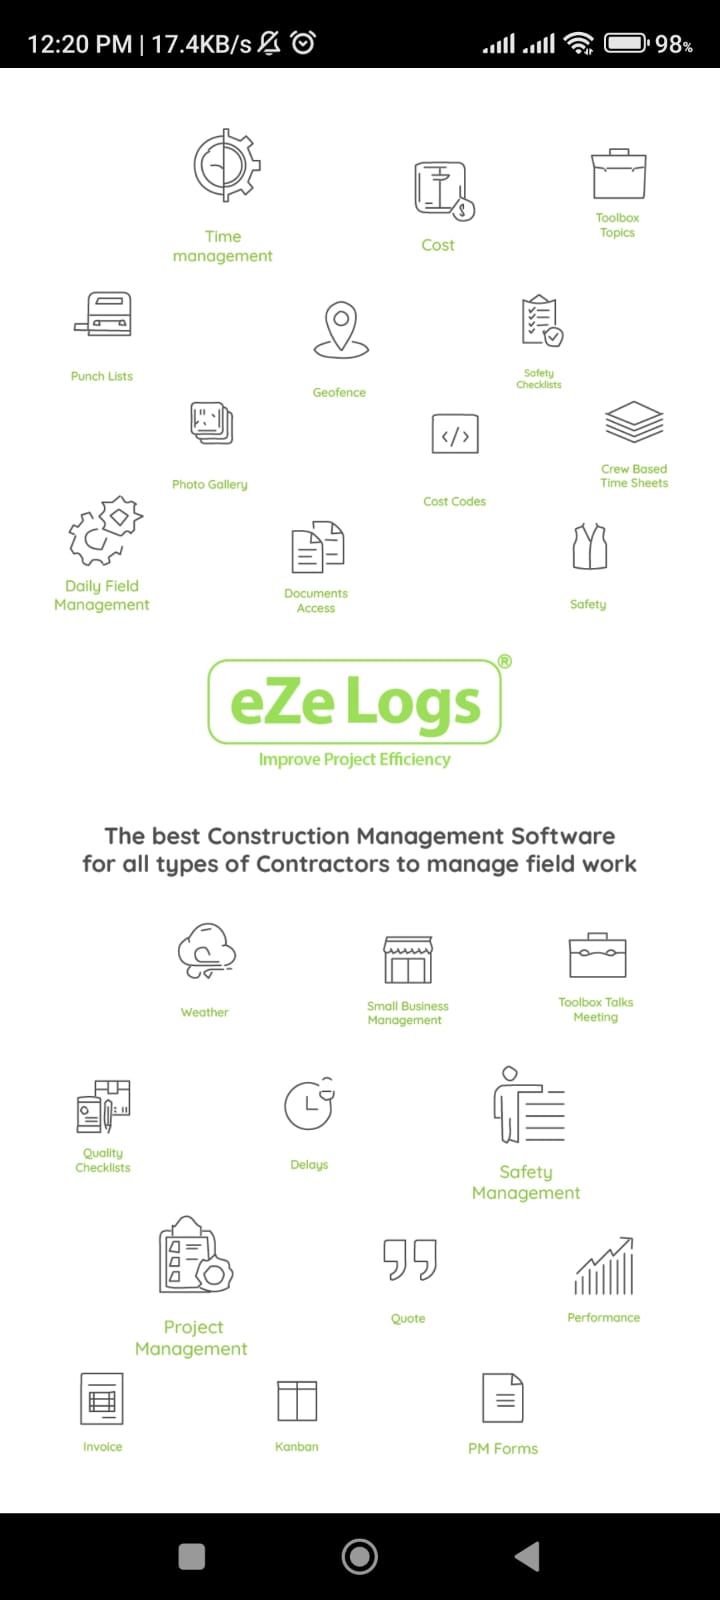 12:20 PM | 17.4KB/s
98%
Time
management
Cost
Toolbox
Topics
Punch Lists
Geofence
Safety
Checklists
Photo Gallery
</>
Cost Codes
Crew Based
Time Sheets
Daily Field
Management
Documents
Access
Safety
eZe Logs®
Improve Project Efficiency
The best Construction Management Software
for all types of Contractors to manage field work
Weather
Small Business
Management
Toolbox Talks
Meeting
Quality
Checklists
Delays
Safety
Management
Project
Management
Quote
Performance
Invoice
Kanban
PM Forms